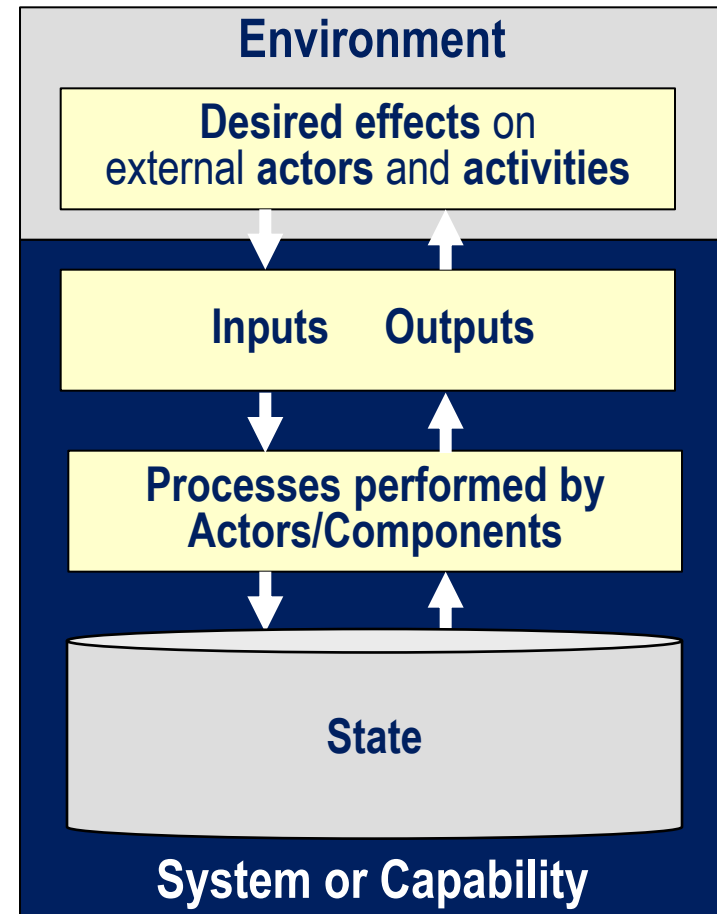 Environment
Desired effects on
external actors and activities
Inputs Outputs
Processes performed by
Actors/Components
State
System or Capability